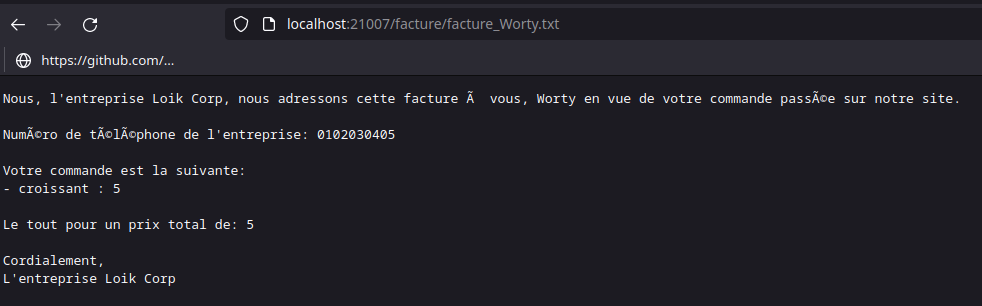 localhost:21007/facture/facture_Worty.txt
https://github.com/...
Nous, l'entreprise Loik Corp, nous adressons cette facture Ã  vous, Worty en vue de votre commande passÃ©e sur notre site.
NumÃ©ro de tÃ©lÃ©phone de l'entreprise: 0102030405
Votre commande est la suivante:
- croissant : 5
Le tout pour un prix total de: 5
Cordialement,
L'entreprise Loik Corp